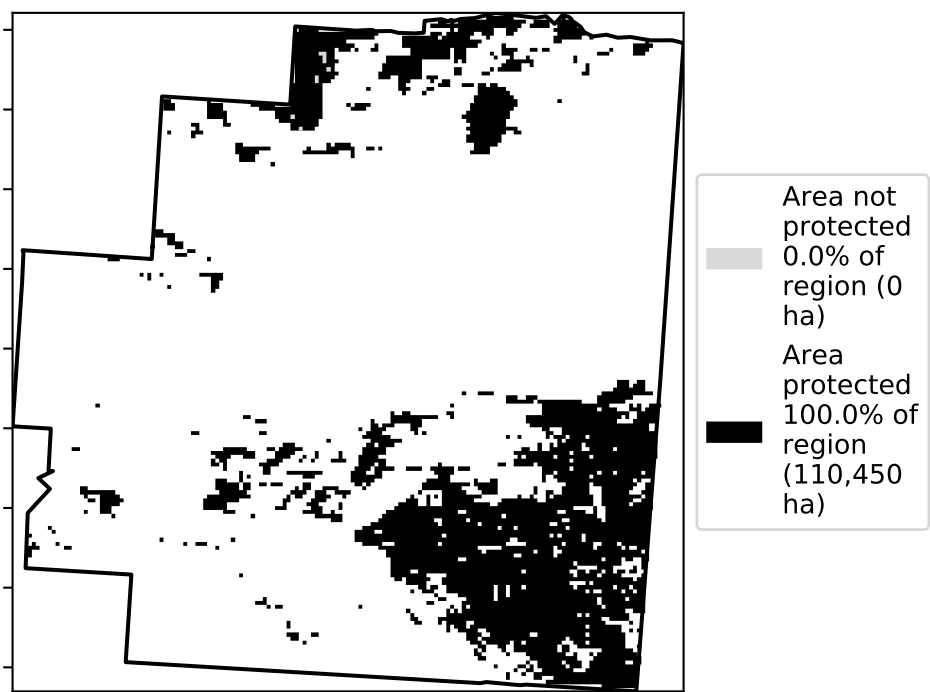 Area not
protected
0.0% of
region (0
ha)
Area
protected
100.0% of
region
(110,450
ha)